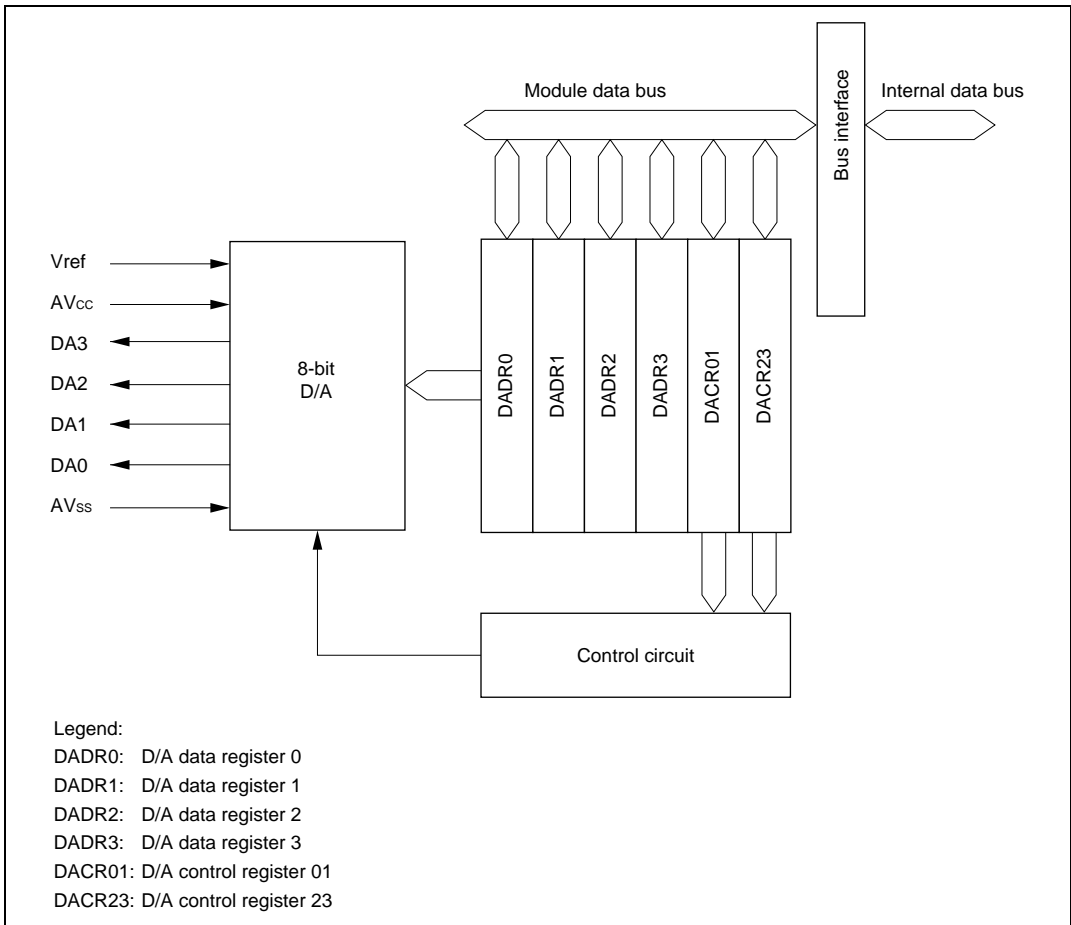 Module data bus
Bus interface
Internal data bus
Vref
AVCC
DA3
DA2
DA1
DA0
AVSS
8-bit
D/A
DADR0
DADR1
DADR2
DADR3
DACR01
DACR23
Control circuit
Legend:
DADR0: D/A data register 0
DADR1: D/A data register 1
DADR2: D/A data register 2
DADR3: D/A data register 3
DACR01: D/A control register 01
DACR23: D/A control register 23